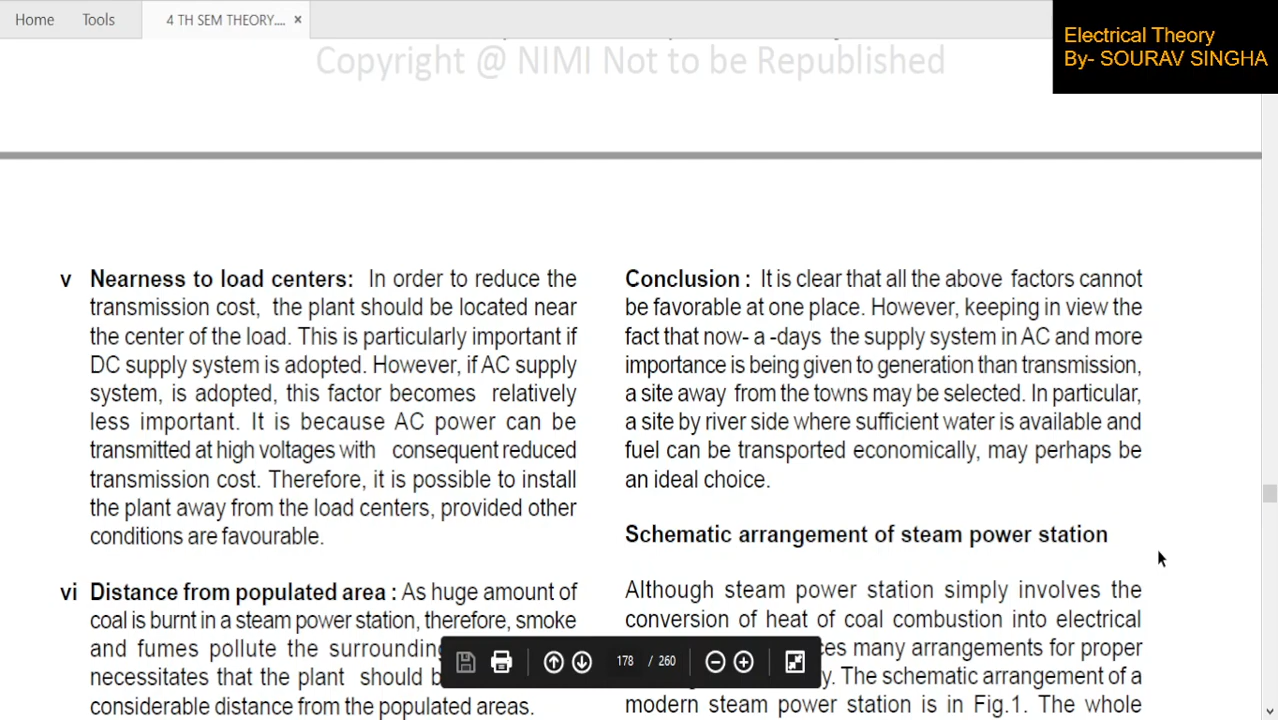 Home Tools 4 TH SEM THEORY.... ×
Electrical Theory
By- SOURAV SINGHA
Copyright @ NIMI Not to be Republished
v Nearness to load centers: In order to reduce the
transmission cost, the plant should be located near
the center of the load. This is particularly important if
DC supply system is adopted. However, if AC supply
system, is adopted, this factor becomes relatively
less important. It is because AC power can be
transmitted at high voltages with consequent reduced
transmission cost. Therefore, it is possible to install
the plant away from the load centers, provided other
conditions are favourable.
vi Distance from populated area : As huge amount of
coal is burnt in a steam power station, therefore, smoke
and fumes pollute the surrounding
necessitates that the plant should
considerable distance from the populated areas.
Conclusion : It is clear that all the above factors cannot
be favorable at one place. However, keeping in view the
fact that now- a -days the supply system in AC and more
importance is being given to generation than transmission,
a site away from the towns may be selected. In particular,
a site by river side where sufficient water is available and
fuel can be transported economically, may perhaps be
an ideal choice.
Schematic arrangement of steam power station
Although steam power station simply involves the
conversion of heat of coal combustion into electrical
many arrangements for proper
The schematic arrangement of a
modern steam power station is in Fig.1. The whole
178 / 260